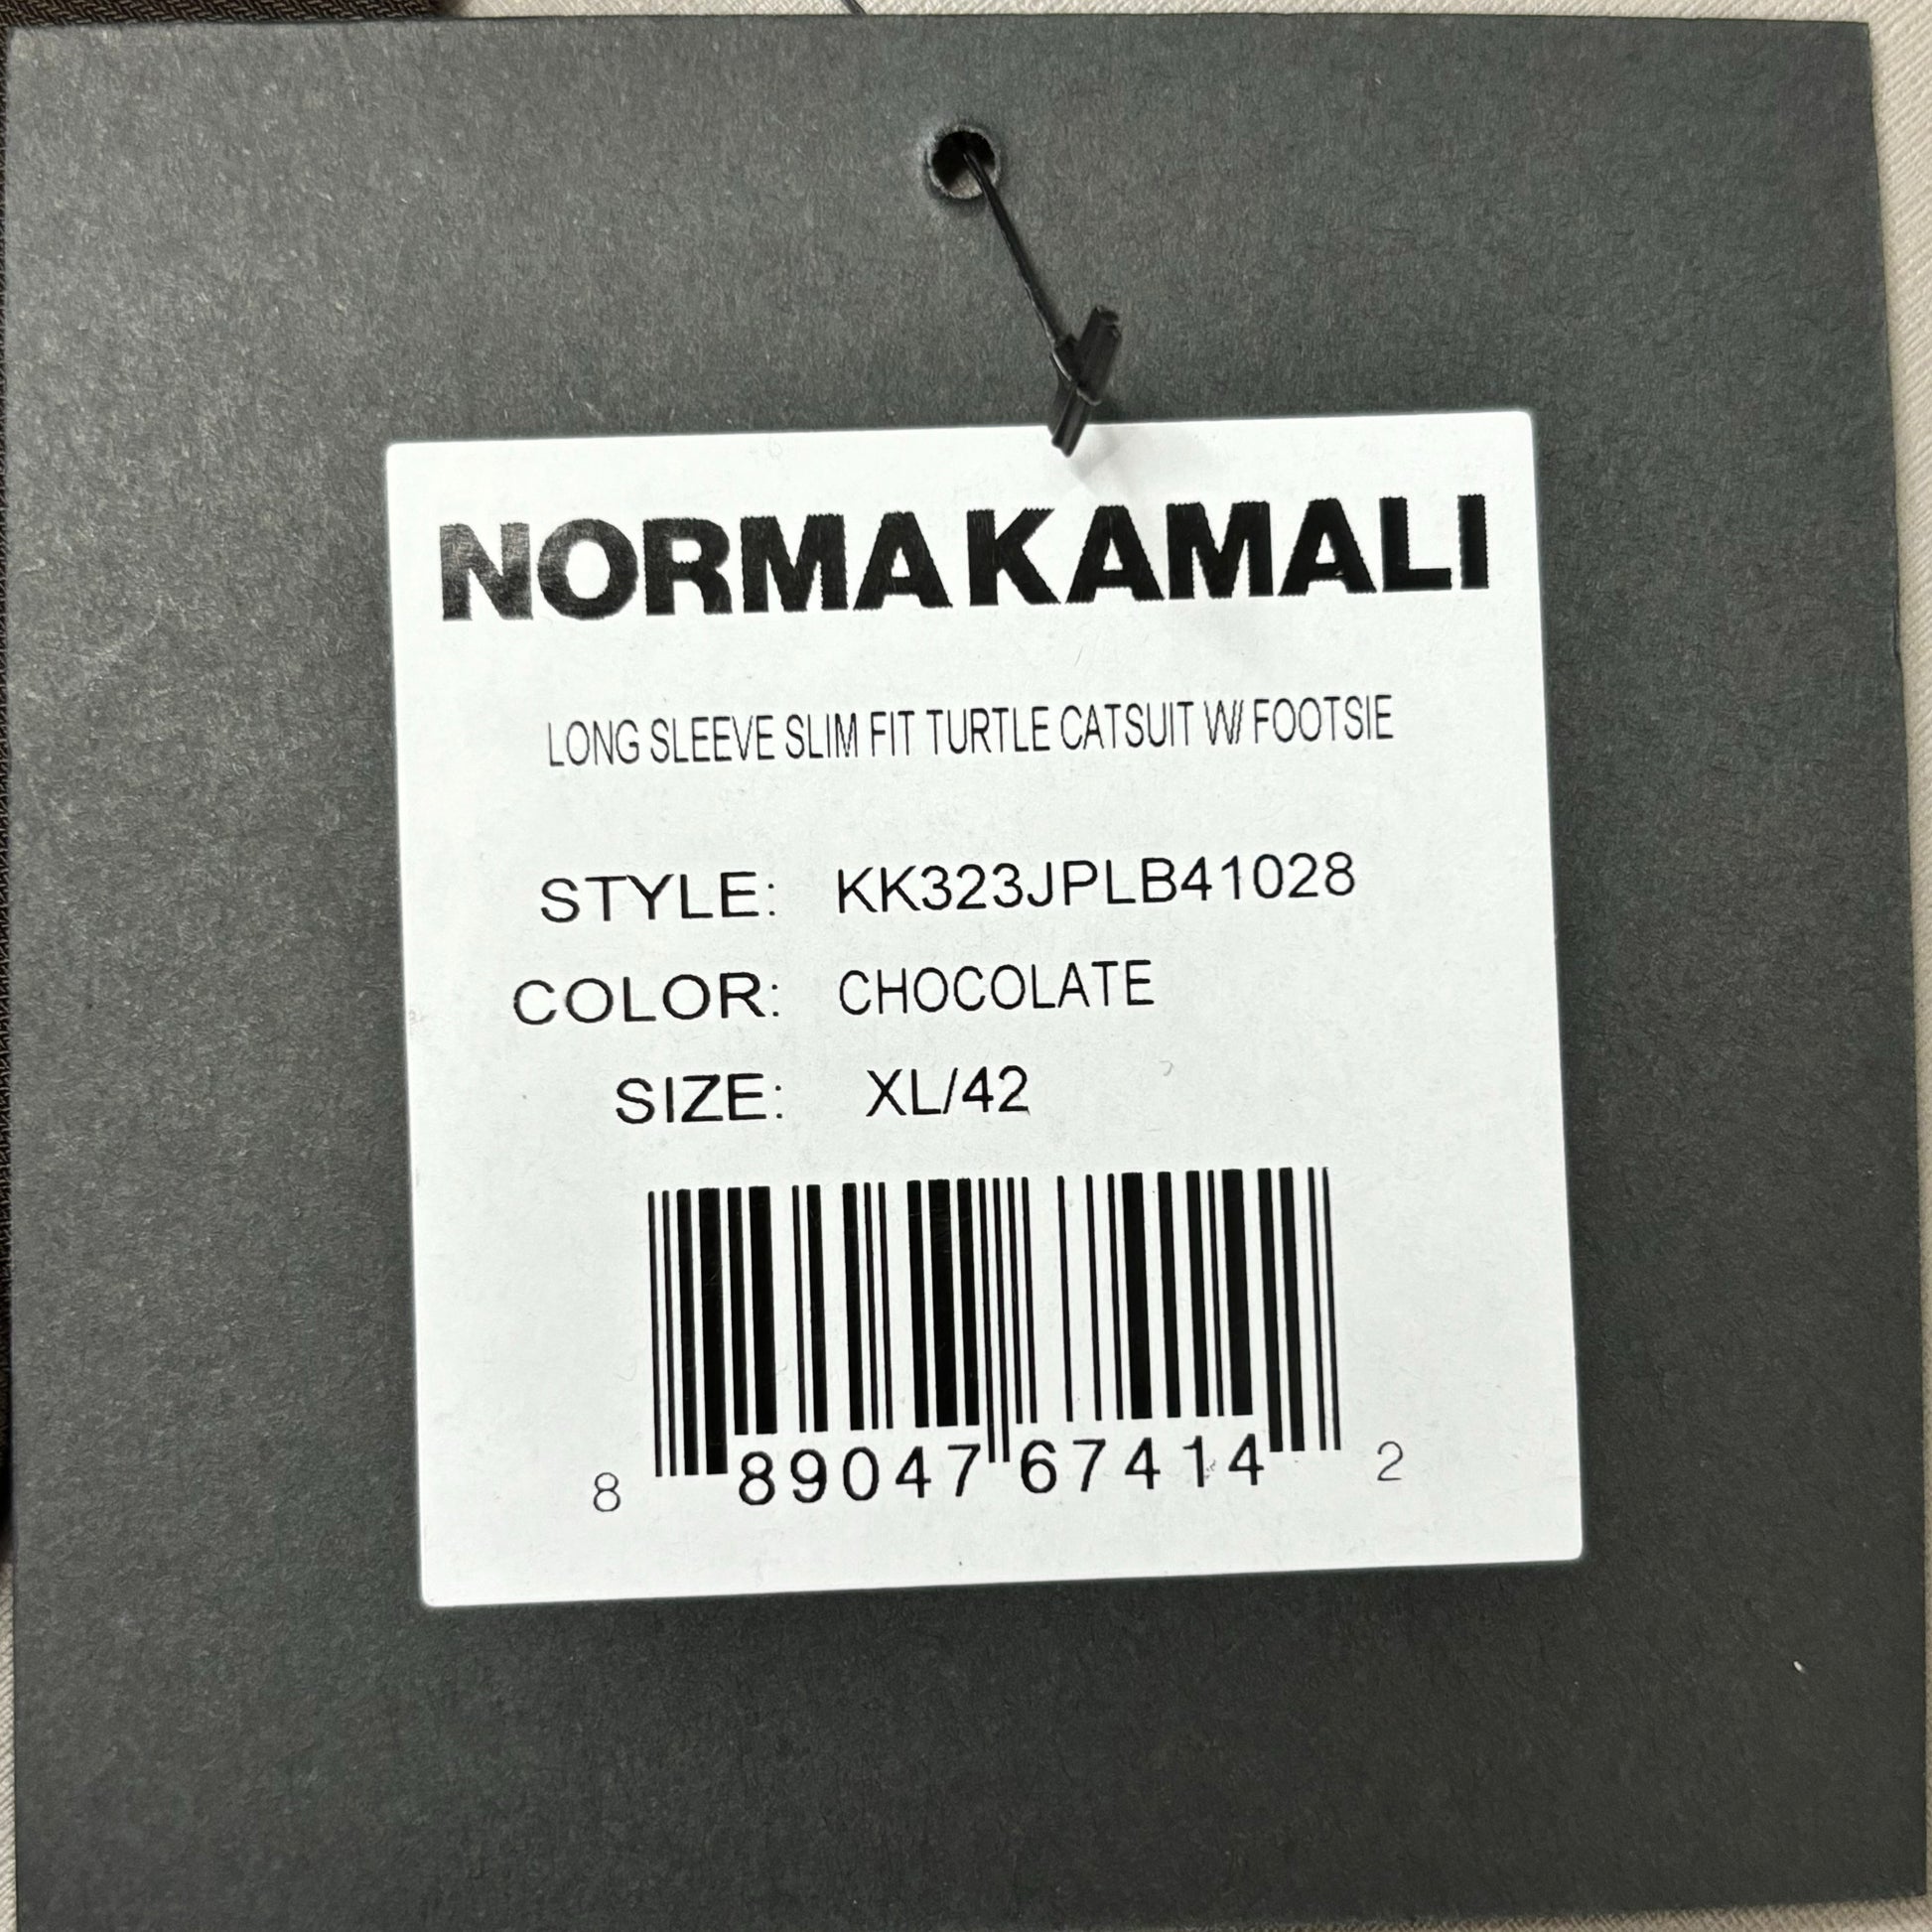 NORMA KAMALI
LONG SLEEVE SLIM FIT TURTLE CATSUIT W/ FOOTSIE
STYLE: KK323JPLB41028
COLOR: CHOCOLATE
SIZE: XL/42
8 89047 67414 2